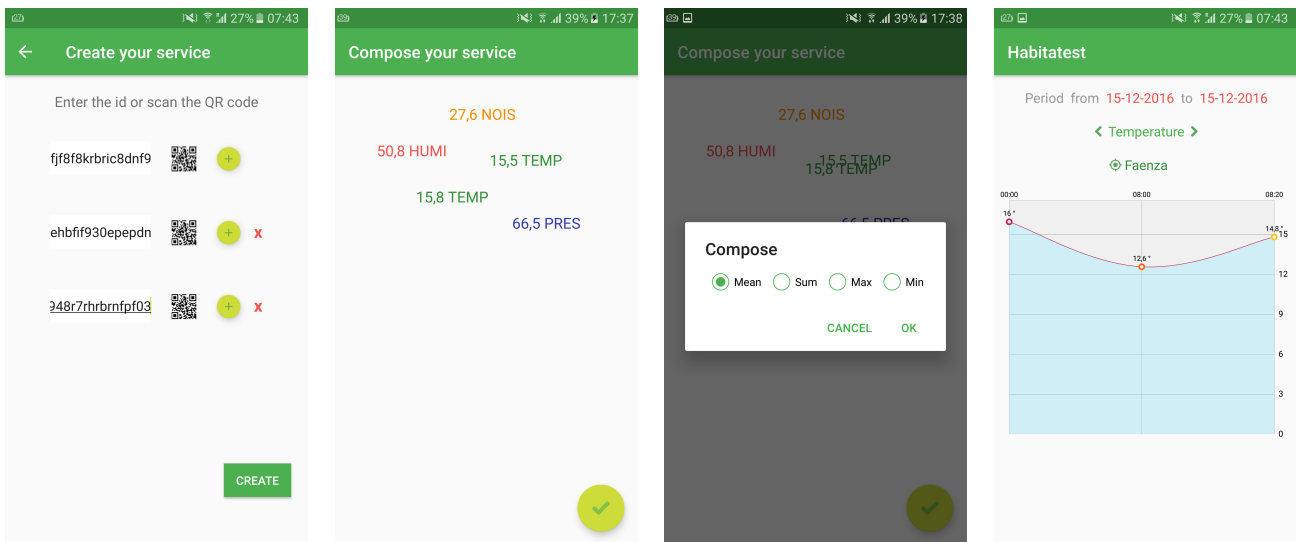 27% 07:43
Create your service
Enter the id or scan the QR code
fjf8f8krbric8dnf9
+
ehbfif930epepdn
+ x
948r7rhrbrnfpf03
+ x
CREATE
39% 17:37
Compose your service
27,6 NOIS
50,8 HUMI
15,5 TEMP
15,8 TEMP
66,5 PRES
39% 17:38
Compose your service
27,6 NOIS
50,8 HUMI
15,5 TEMP
15,8 TEMP
66,5 PRES
Compose
Mean Sum Max Min
CANCEL OK
27% 07:43
Habitatest
Period from 15-12-2016 to 15-12-2016
Temperature
Faenza
00:00 08:00 08:20
16 °
14,8 °
15
12,6 °
12
9
6
3
0